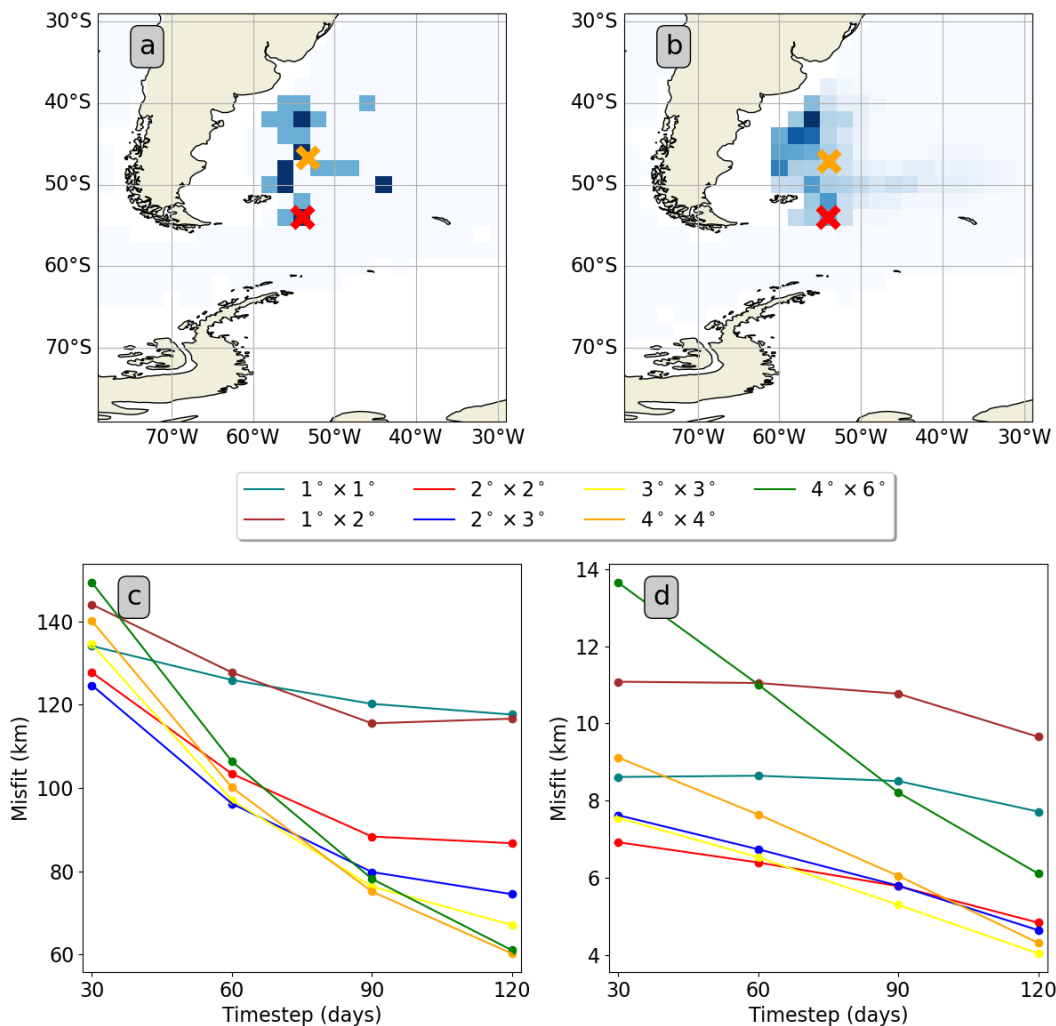 a
b
30°S
30°S
40°S
40°S
50°S
50°S
60°S
60°S
70°S
70°S
70°W 60°W 50°W 40°W 30°W
70°W 60°W 50°W 40°W 30°W
1° × 1°
2° × 2°
3° × 3°
4° × 6°
1° × 2°
2° × 3°
4° × 4°
c
140
120
100
80
60
Misfit (km)
30 60 90 120
Timestep (days)
d
14
12
10
8
6
4
Misfit (km)
30 60 90 120
Timestep (days)